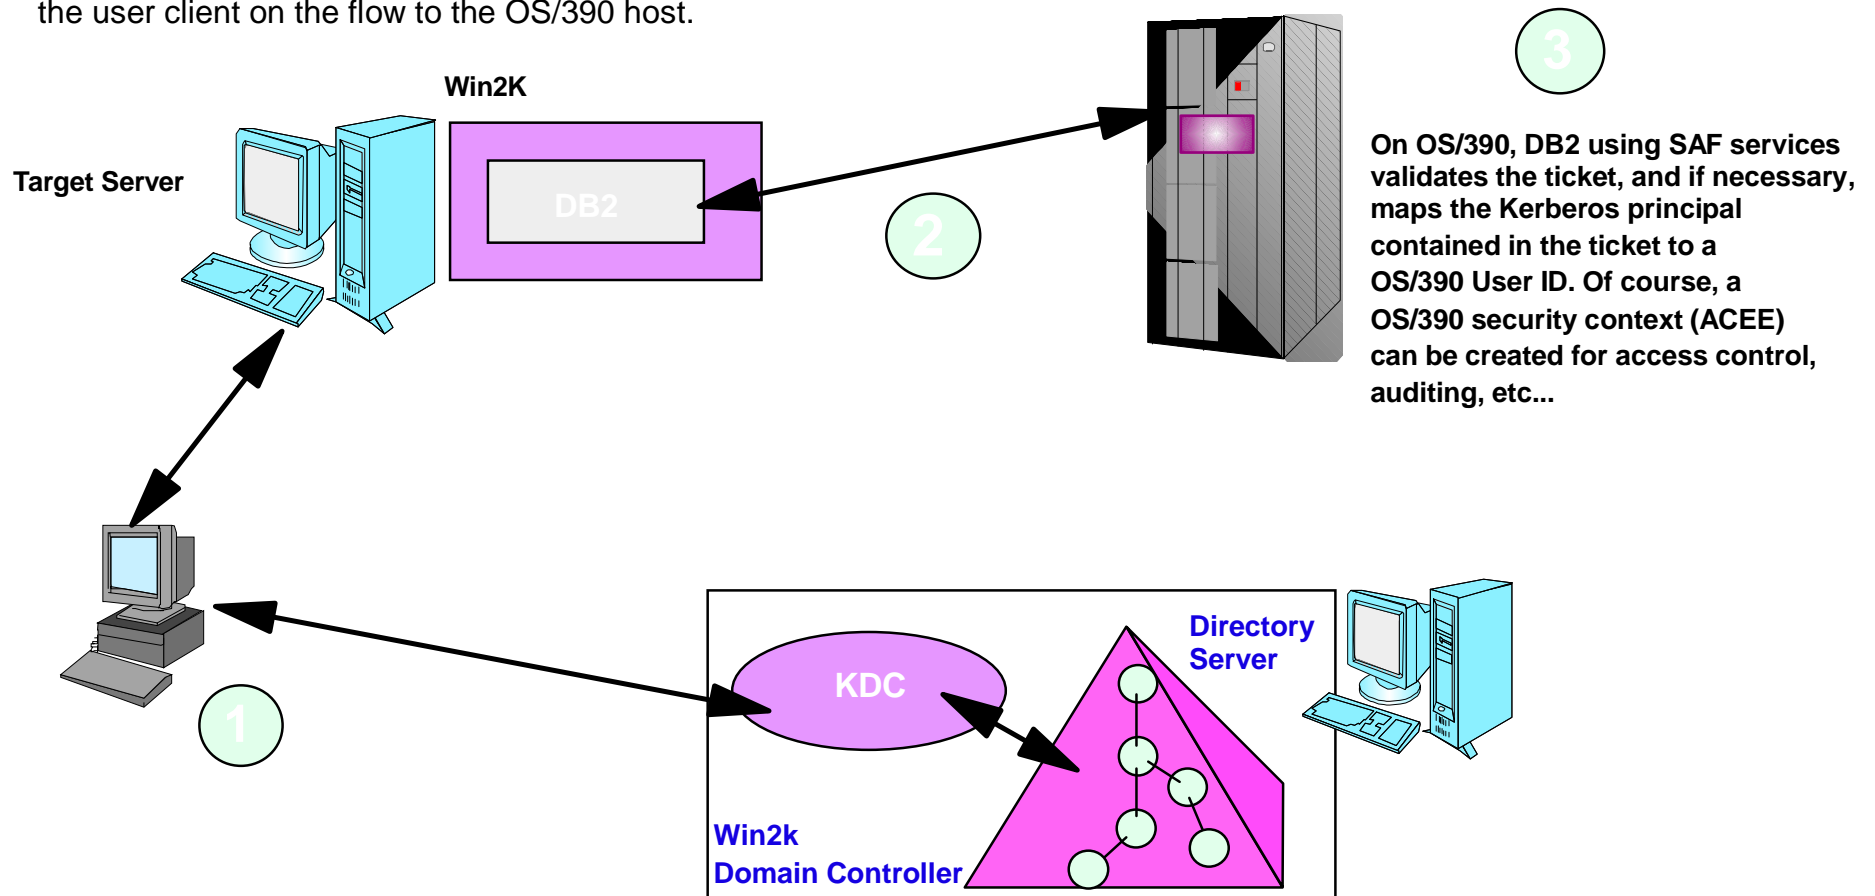 the user client on the flow to the OS/390 host.
3
Win2K
Target Server
DB2
2
On OS/390, DB2 using SAF services
validates the ticket, and if necessary,
maps the Kerberos principal
contained in the ticket to a
OS/390 User ID. Of course, a
OS/390 security context (ACEE)
can be created for access control,
auditing, etc...
1
KDC
Directory
Server
Win2k
Domain Controller